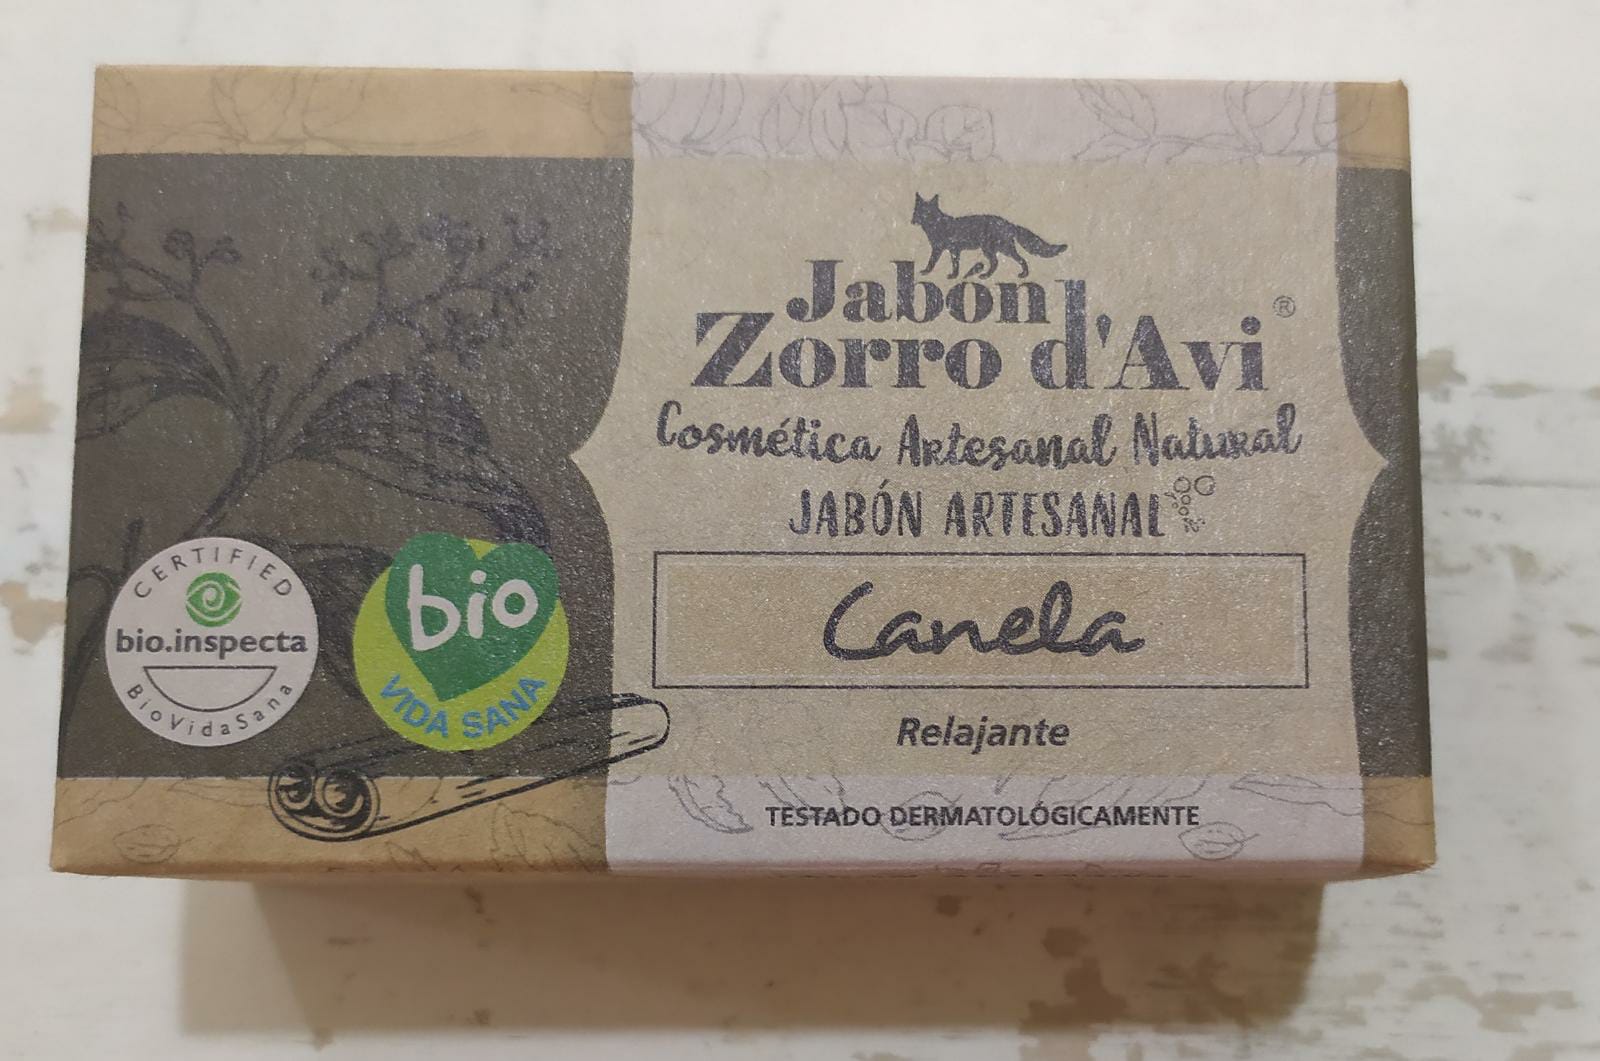 Jabón
Zorro d'Avi ®
Cosmética Artesanal Natural
JABÓN ARTESANAL
Canela
Relajante
TESTADO DERMATOLÓGICAMENTE
CERTIFIED
bio.inspecta
BioVidaSana
bio
VIDA SANA